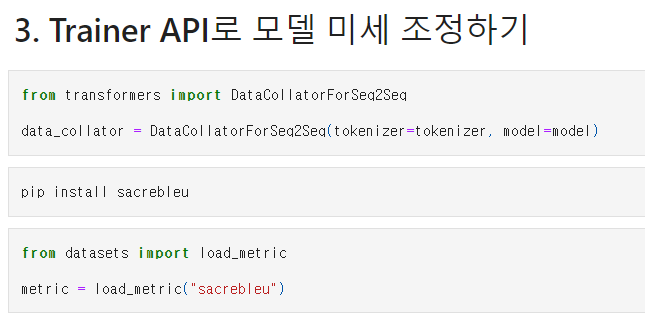 3. Trainer API로 모델 미세 조정하기
from transformers import DataCollatorForSeq2Seq
data_collator = DataCollatorForSeq2Seq(tokenizer=tokenizer, model=model)
pip install sacrebleu
from datasets import load_metric
metric = load_metric("sacrebleu")